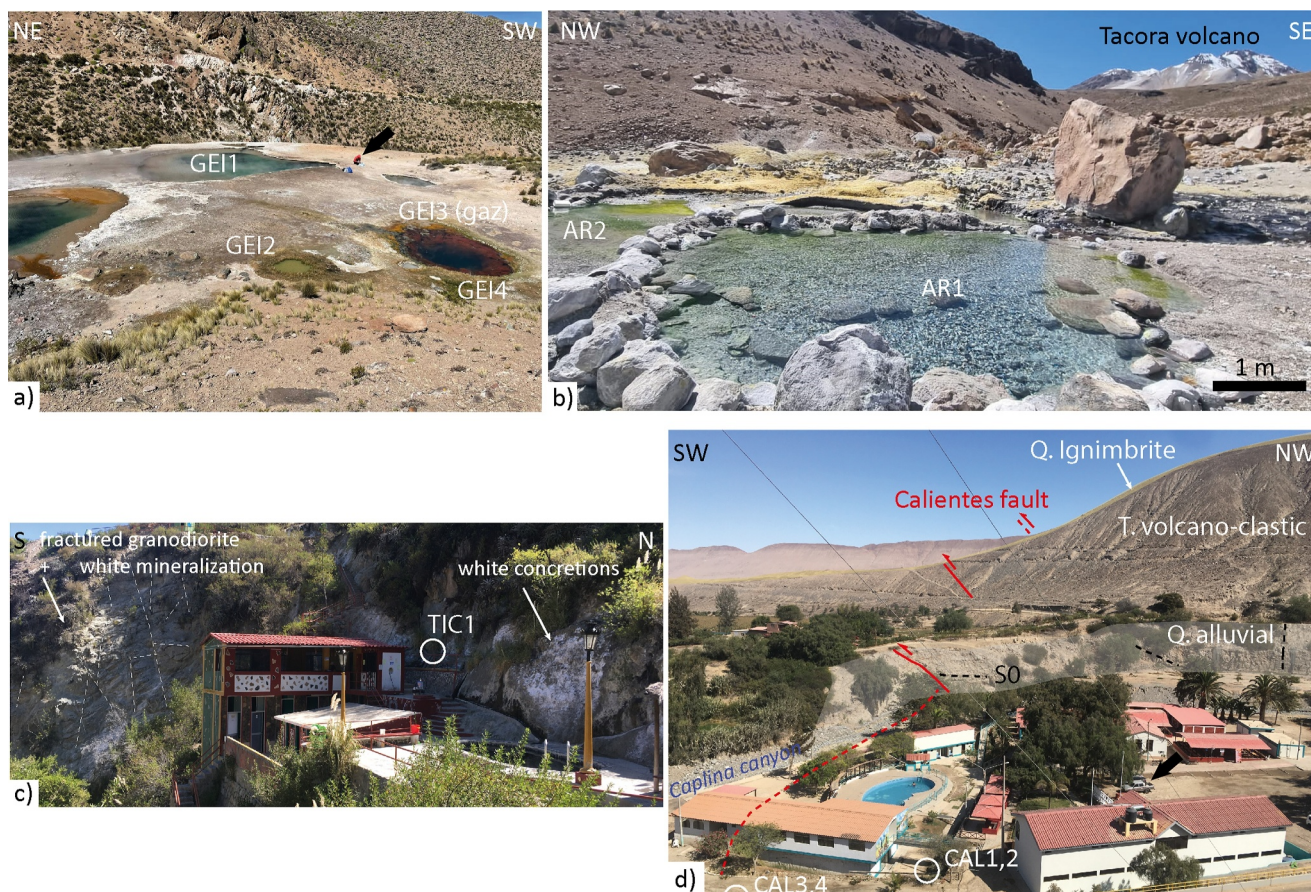 NE
SW
GEI1
GEI3 (gaz)
GEI2
GEI4
a)
NW
SE
Tacora volcano
AR2
AR1
1 m
b)
S
fractured granodiorite
+ white mineralization
N
white concretions
TIC1
c)
SW
Q. Ignimbrite
NW
Calientes fault
T. volcano-clastic
Q. alluvial
S0
Caplina canyon
CAL1,2
CAL3,4
d)